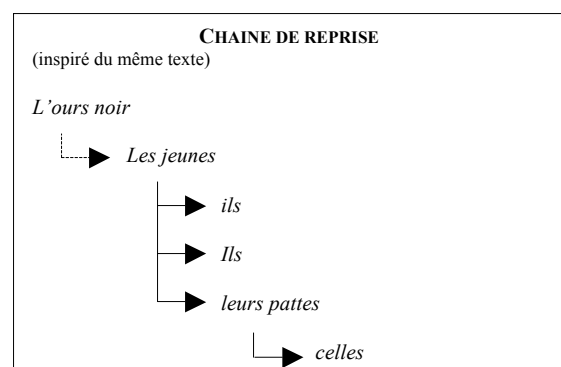 CHAINE DE REPRISE
(inspiré du même texte)
L’ours noir
Les jeunes
ils
Ils
leurs pattes
celles